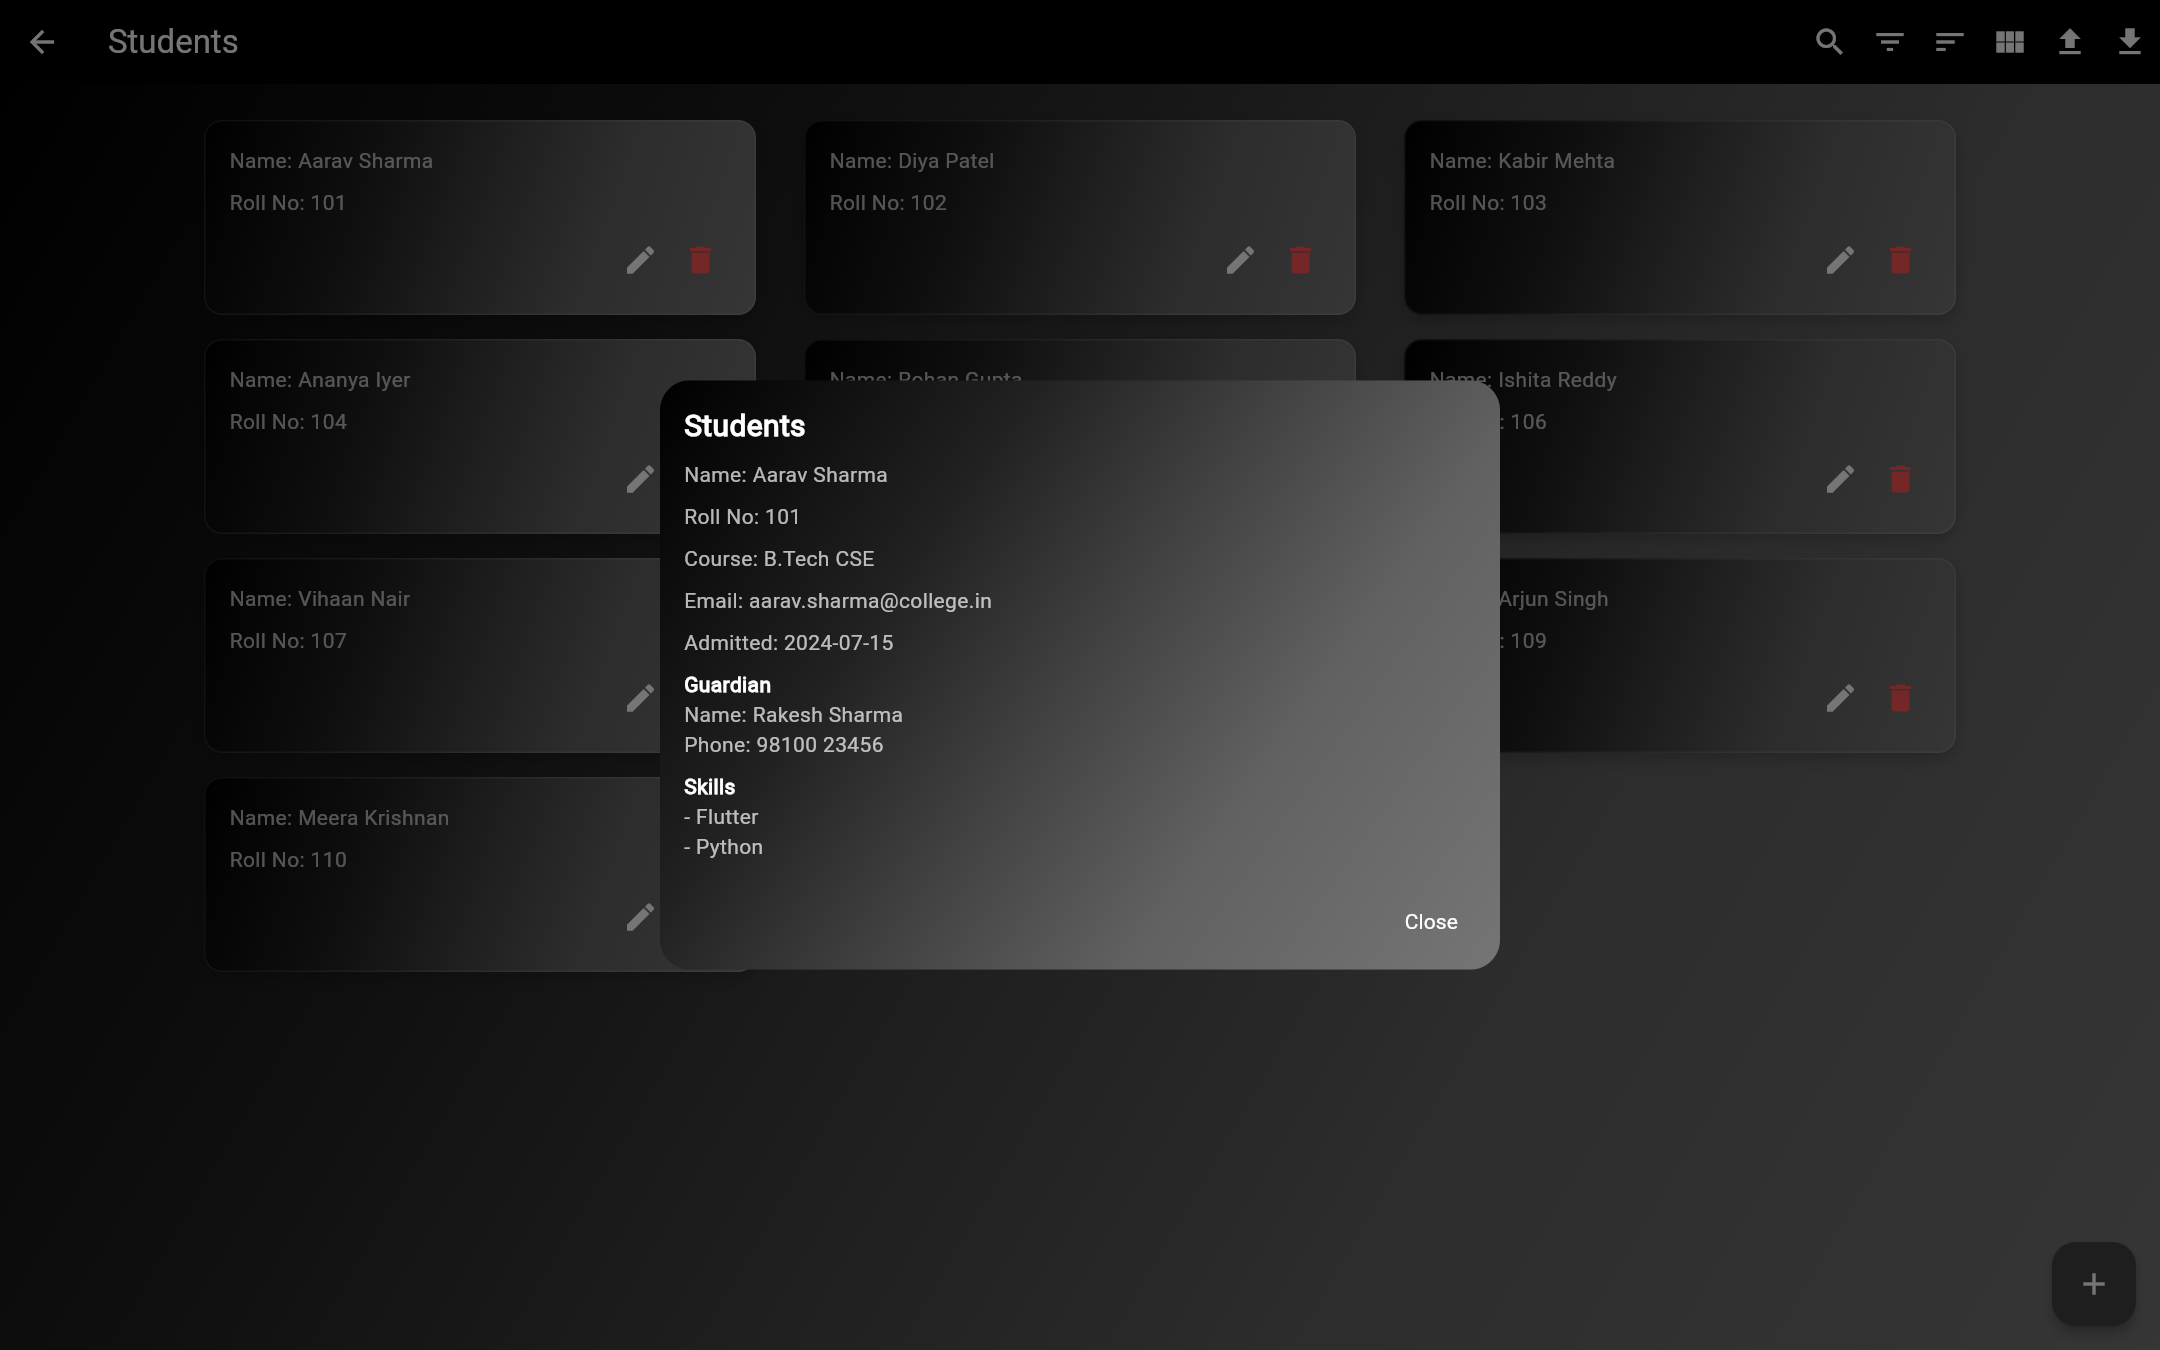 Students
Name: Aarav Sharma
Roll No: 101
Name: Diya Patel
Roll No: 102
Name: Kabir Mehta
Roll No: 103
Name: Ananya Iyer
Roll No: 104
Name: Rohan Gupta
Name: Ishita Reddy
: 106
Name: Vihaan Nair
Roll No: 107
Arjun Singh
: 109
Name: Meera Krishnan
Roll No: 110
Students
Name: Aarav Sharma
Roll No: 101
Course: B.Tech CSE
Email: aarav.sharma@college.in
Admitted: 2024-07-15
Guardian
Name: Rakesh Sharma
Phone: 98100 23456
Skills
- Flutter
- Python
Close